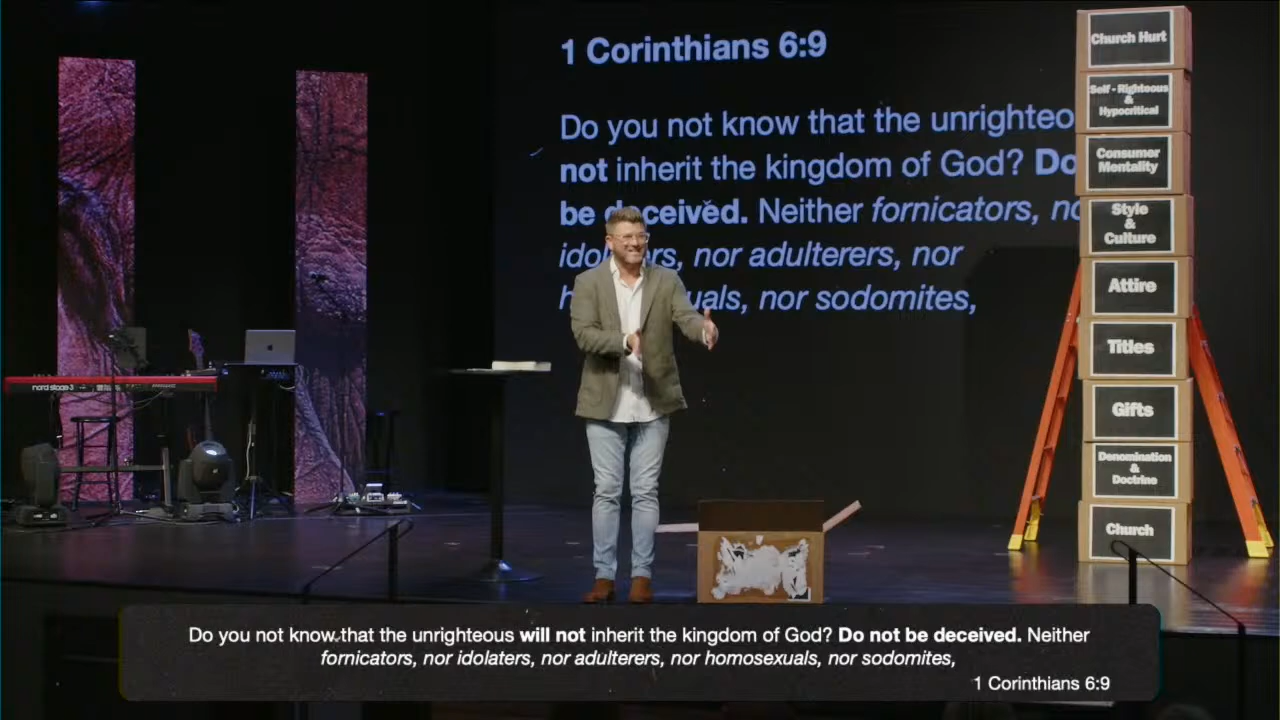 1 Corinthians 6:9
Do you not know that the unrighteo
not inherit the kingdom of God? Do
be deceived. Neither fornicators, no
idol ers, nor adulterers, nor
h uals, nor sodomites,
Church Hurt
Self - Righteous
&
Hypocritical
Consumer
Mentality
Style
&
Culture
Attire
Titles
Gifts
Denomination
&
Doctrine
Church
nord stage 3
Do you not know that the unrighteous will not inherit the kingdom of God? Do not be deceived. Neither
fornicators, nor idolaters, nor adulterers, nor homosexuals, nor sodomites,
1 Corinthians 6:9